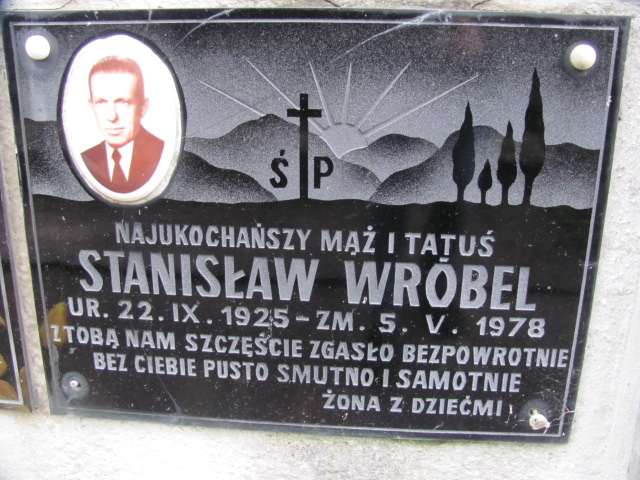 Ś P
NAJUKOCHAŃSZY MĄŻ I TATUŚ
STANISŁAW WRÓBEL
UR. 22. IX. 1925 - ZM. 5. V. 1978
Z TOBĄ NAM SZCZĘŚCIE ZGASŁO BEZPOWROTNIE
BEZ CIEBIE PUSTO SMUTNO I SAMOTNIE
ŻONA Z DZIEĆMI